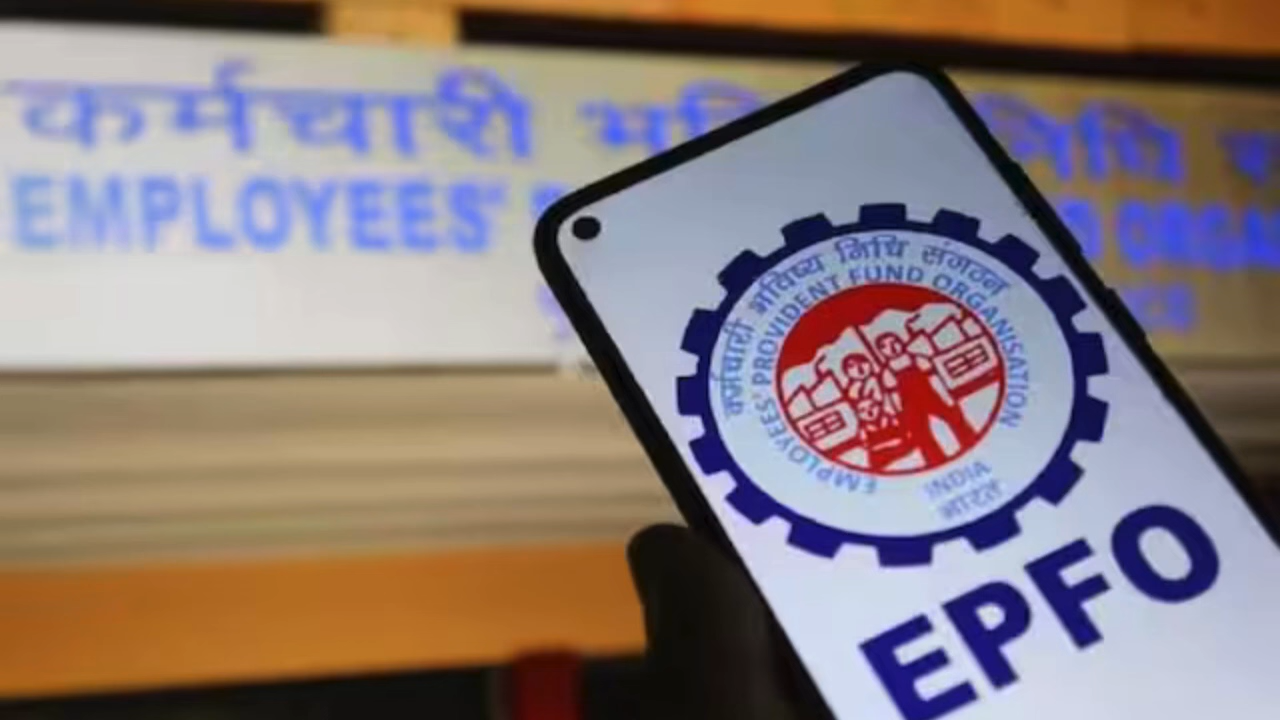 कर्मचारी भ
EMPLOYEES'
कर्मचारी भविष्य निधि संगठन
EMPLOYEES' PROVIDENT FUND ORGANISATION
INDIA
भारत
EPFO